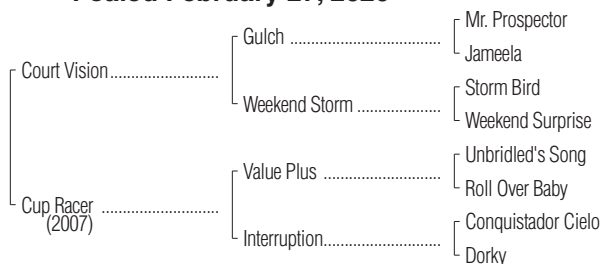 Foaled February 27, 2020
Mr. Prospector
Gulch
Jameela
Court Vision
Storm Bird
Weekend Storm
Weekend Surprise
Unbridled's Song
Value Plus
Roll Over Baby
Cup Racer
(2007)
Conquistador Cielo
Interruption
Dorky